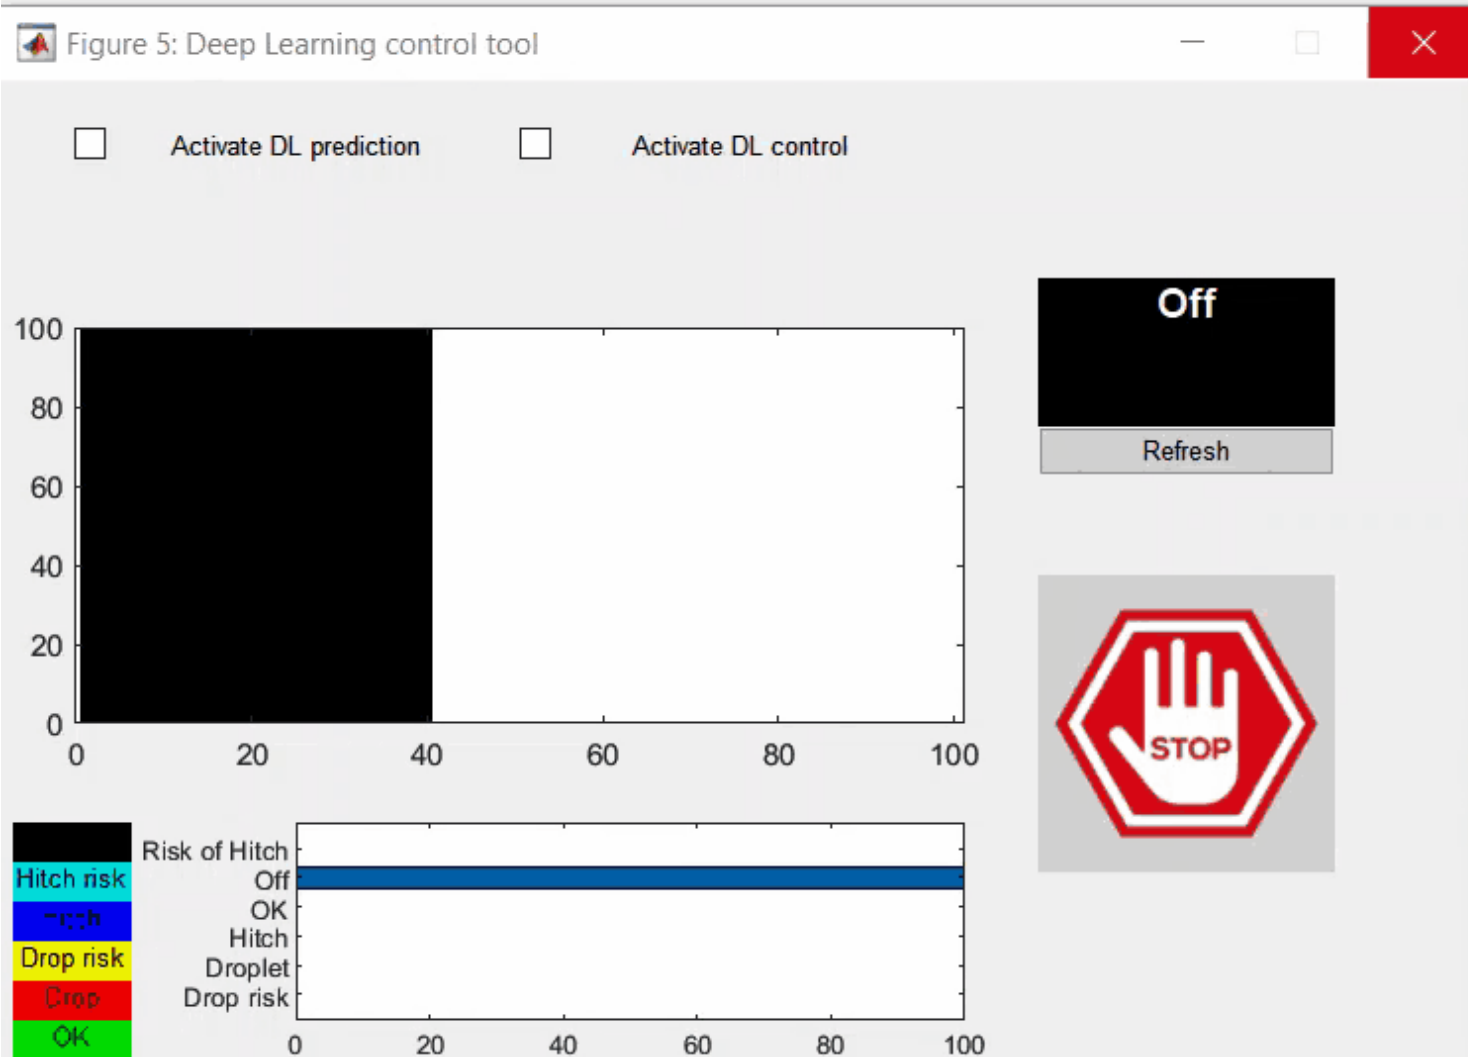 Figure 5: Deep Learning control tool
Activate DL prediction
Activate DL control
Off
Refresh
STOP
100
80
60
40
20
0
0 20 40 60 80 100
Hitch risk
Drop risk
Drop
OK
Risk of Hitch
Off
OK
Hitch
Droplet
Drop risk
0 20 40 60 80 100